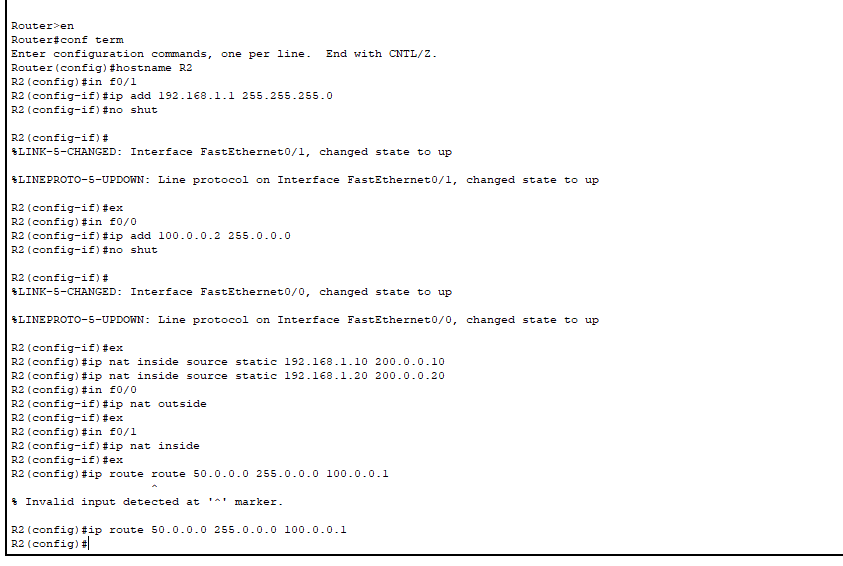 Router>en
Router#conf term
Enter configuration commands, one per line.  End with CNTL/Z.
Router(config)#hostname R2
R2(config)#in f0/1
R2(config-if)#ip add 192.168.1.1 255.255.255.0
R2(config-if)#no shut
R2(config-if)#
%LINK-5-CHANGED: Interface FastEthernet0/1, changed state to up
%LINEPROTO-5-UPDOWN: Line protocol on Interface FastEthernet0/1, changed state to up
R2(config-if)#ex
R2(config)#in f0/0
R2(config-if)#ip add 100.0.0.2 255.0.0.0
R2(config-if)#no shut
R2(config-if)#
%LINK-5-CHANGED: Interface FastEthernet0/0, changed state to up
%LINEPROTO-5-UPDOWN: Line protocol on Interface FastEthernet0/0, changed state to up
R2(config-if)#ex
R2(config)#ip nat inside source static 192.168.1.10 200.0.0.10
R2(config)#ip nat inside source static 192.168.1.20 200.0.0.20
R2(config)#in f0/0
R2(config-if)#ip nat outside
R2(config-if)#ex
R2(config)#in f0/1
R2(config-if)#ip nat inside
R2(config-if)#ex
R2(config)#ip route route 50.0.0.0 255.0.0.0 100.0.0.1
^
% Invalid input detected at '^' marker.
R2(config)#ip route 50.0.0.0 255.0.0.0 100.0.0.1
R2(config)#